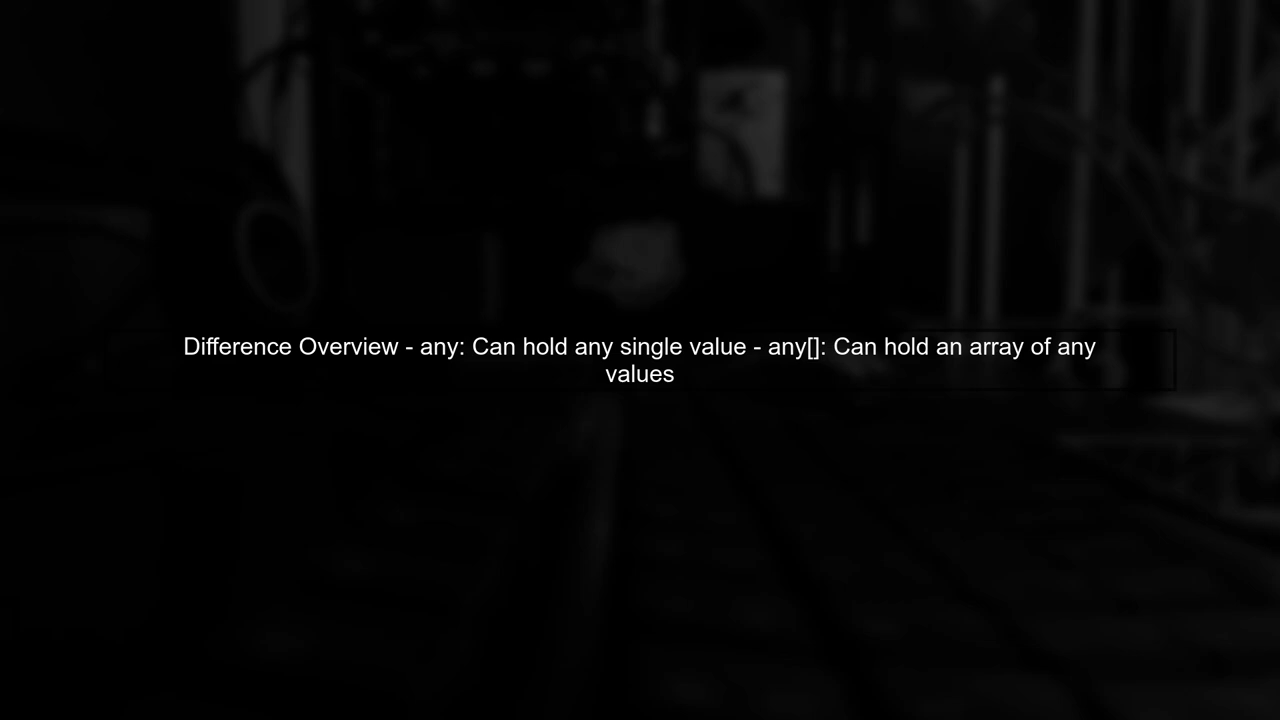 Difference Overview - any: Can hold any single value - any[]: Can hold an array of any
values